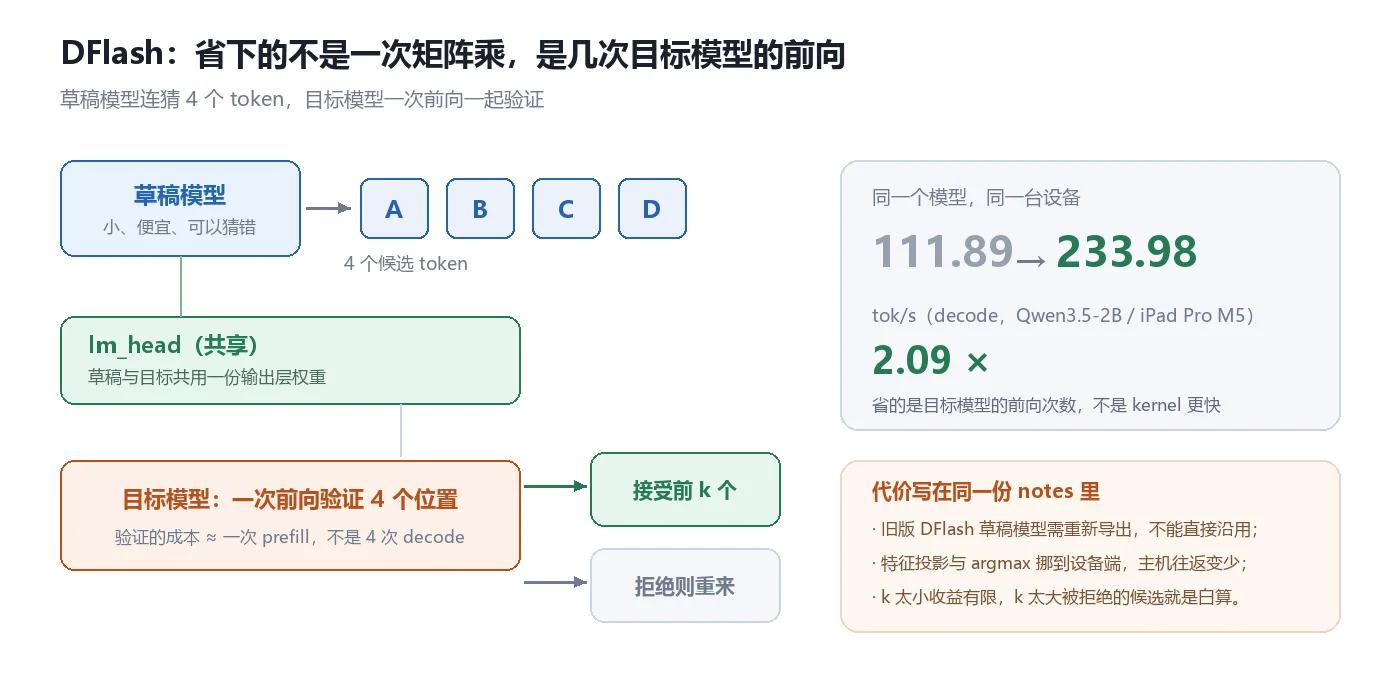 DFlash：省下的不是一次矩阵乘，是几次目标模型的前向
草稿模型连猜 4 个 token，目标模型一次前向一起验证
草稿模型
小、便宜、可以猜错
A
B
C
D
4 个候选 token
lm_head（共享）
草稿与目标共用一份输出层权重
目标模型：一次前向验证 4 个位置
验证的成本 ≈ 一次 prefill，不是 4 次 decode
接受前 k 个
拒绝则重来
同一个模型，同一台设备
111.89→ 233.98
tok/s（decode，Qwen3.5-2B / iPad Pro M5）
2.09 ×
省的是目标模型的前向次数，不是 kernel 更快
代价写在同一份 notes 里
· 旧版 DFlash 草稿模型需重新导出，不能直接沿用；
· 特征投影与 argmax 挪到设备端，主机往返变少；
· k 太小收益有限，k 太大被拒绝的候选就是白算。